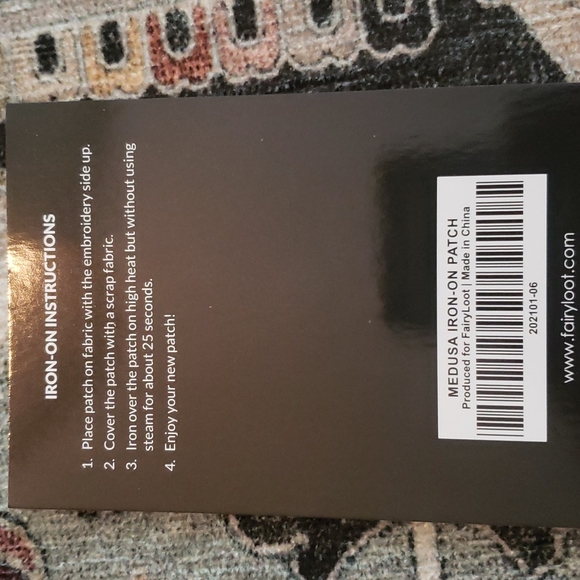 IRON-ON INSTRUCTIONS
1. Place patch on fabric with the embroidery side up.
2. Cover the patch with a scrap fabric.
3. Iron over the patch on high heat but without using
steam for about 25 seconds.
4. Enjoy your new patch!
MEDUSA IRON-ON PATCH
Produced for FairyLoot | Made in China
202101-06
www.fairyloot.com